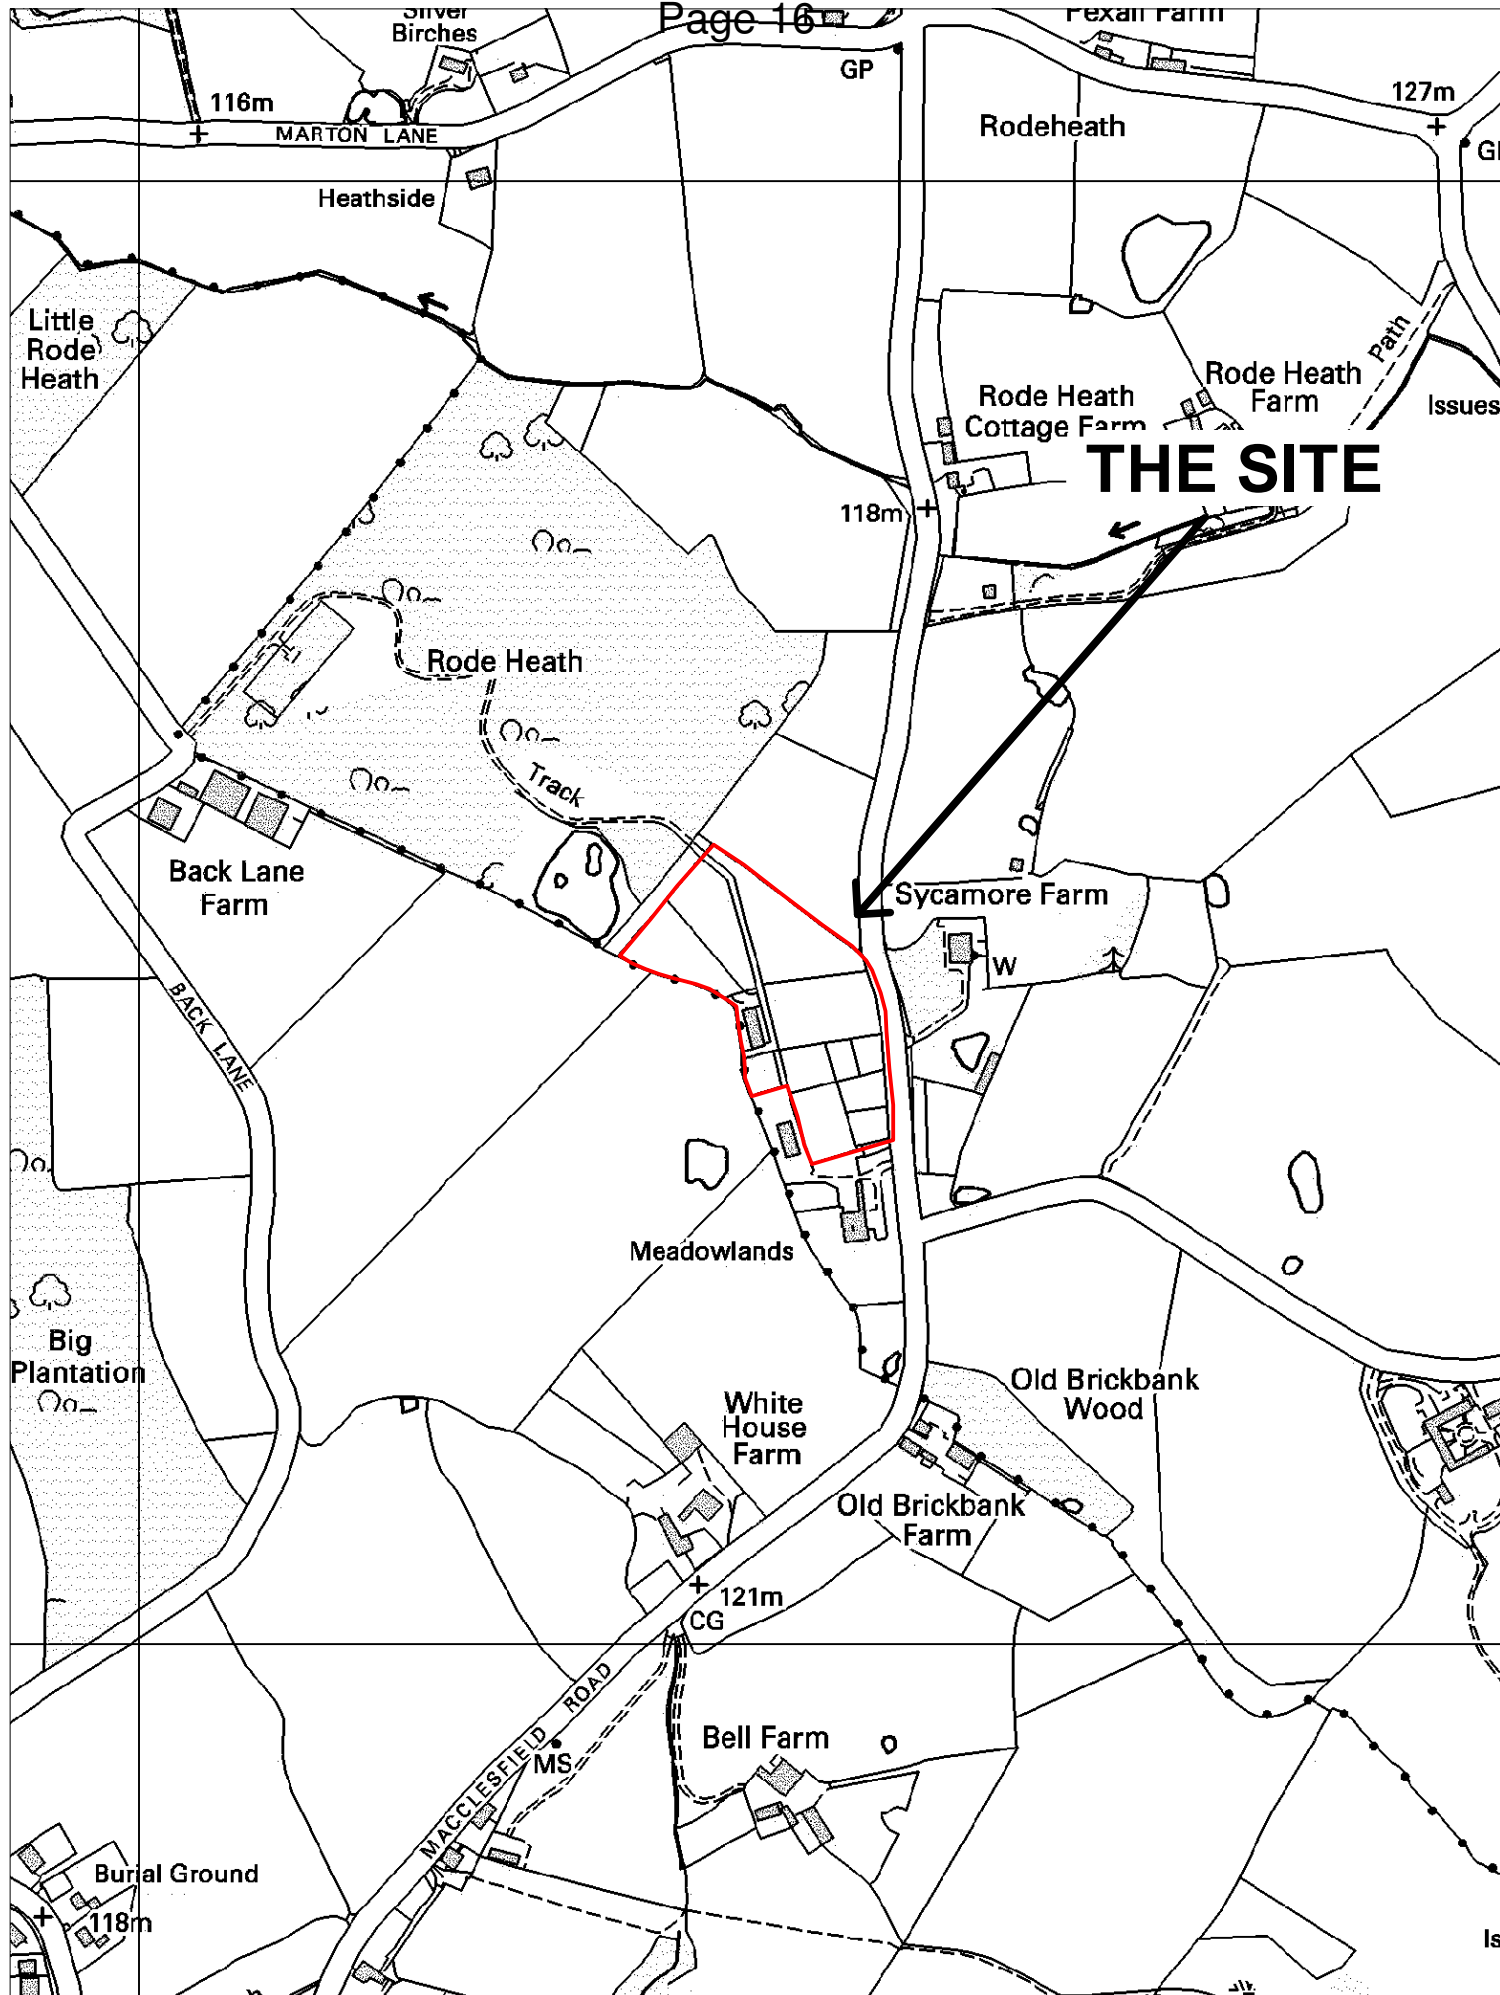 Page 16
Silver
Birches
Pexall Farm
GP
116m
127m
MARTON LANE
Rodeheath
Heathside
Little
Rode
Heath
Path
Rode Heath
Farm
Issues
Rode Heath
Cottage Farm
THE SITE
118m
Rode Heath
Track
Back Lane
Farm
Sycamore Farm
W
BACK LANE
Meadowlands
Big
Plantation
Old Brickbank
Wood
White
House
Farm
Old Brickbank
Farm
121m
CG
MACCLESFIELD ROAD
MS
Bell Farm
Burial Ground
118m